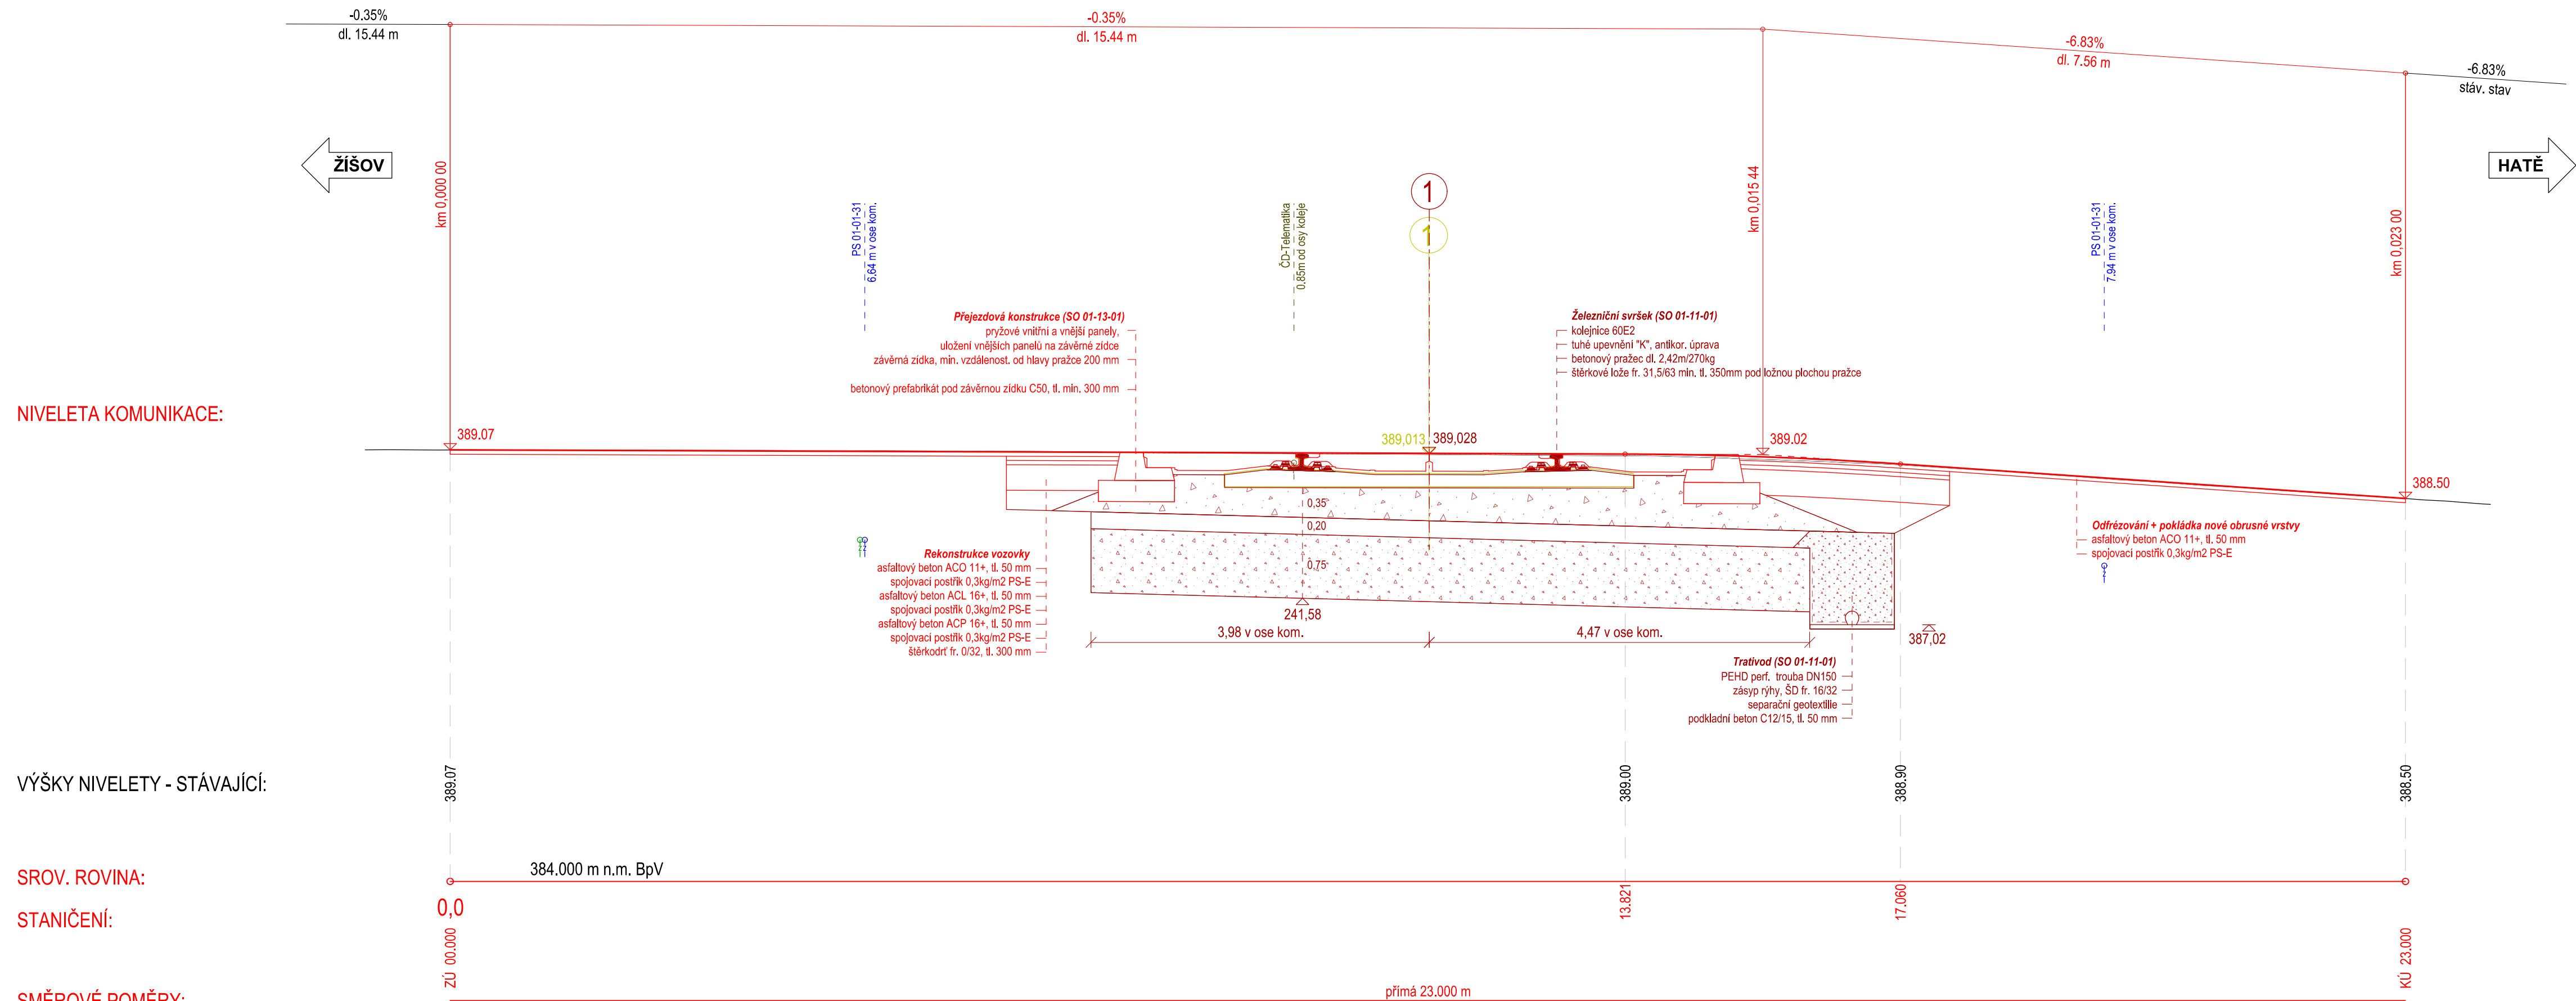 -0.35%
dl. 15.44 m
-0.35%
dl. 15.44 m
-6.83%
dl. 7.56 m
-6.83%
stáv. stav
ŽÍŠOV
HATĚ
km 0,000 00
PS 01-01-31
6.64 m v ose kom.
ČD-Telematika
0.85m od osy koleje
1
1
km 0,015 44
PS 01-01-31
7.94 m v ose kom.
km 0,023 00
Přejezdová konstrukce (SO 01-13-01)
pryžové vnitřní a vnější panely,
uložení vnějších panelů na závěrné zídce
závěrná zídka, min. vzdálenost. od hlavy pražce 200 mm
betonový prefabrikát pod závěrnou zídku C50, tl. min. 300 mm
Železniční svršek (SO 01-11-01)
kolejnice 60E2
tuhé upevnění "K", antikor. úprava
betonový pražec dl. 2,42m/270kg
štěrkové lože fr. 31,5/63 min. tl. 350mm pod ložnou plochou pražce
NIVELETA KOMUNIKACE:
389.07
389,013
389,028
389.02
388.50
0,35
0,20
0,75
241,58
3,98 v ose kom.
4,47 v ose kom.
387,02
Rekonstrukce vozovky
asfaltový beton ACO 11+, tl. 50 mm
spojovací postřik 0,3kg/m2 PS-E
asfaltový beton ACL 16+, tl. 50 mm
spojovací postřik 0,3kg/m2 PS-E
asfaltový beton ACP 16+, tl. 50 mm
spojovací postřik 0,3kg/m2 PS-E
štěrkodrť fr. 0/32, tl. 300 mm
Odfrézování + pokládka nové obrusné vrstvy
asfaltový beton ACO 11+, tl. 50 mm
spojovací postřik 0,3kg/m2 PS-E
Trativod (SO 01-11-01)
PEHD perf. trouba DN150
zásyp rýhy, ŠD fr. 16/32
separační geotextilie
podkladní beton C12/15, tl. 50 mm
VÝŠKY NIVELETY - STÁVAJÍCÍ:
389.07
389.00
388.90
388.50
SROV. ROVINA:
384.000 m n.m. BpV
STANIČENÍ:
0,0
ZÚ 00.000
13.821
17.060
KÚ 23.000
SMĚROVÉ POMĚRY:
přímá 23.000 m